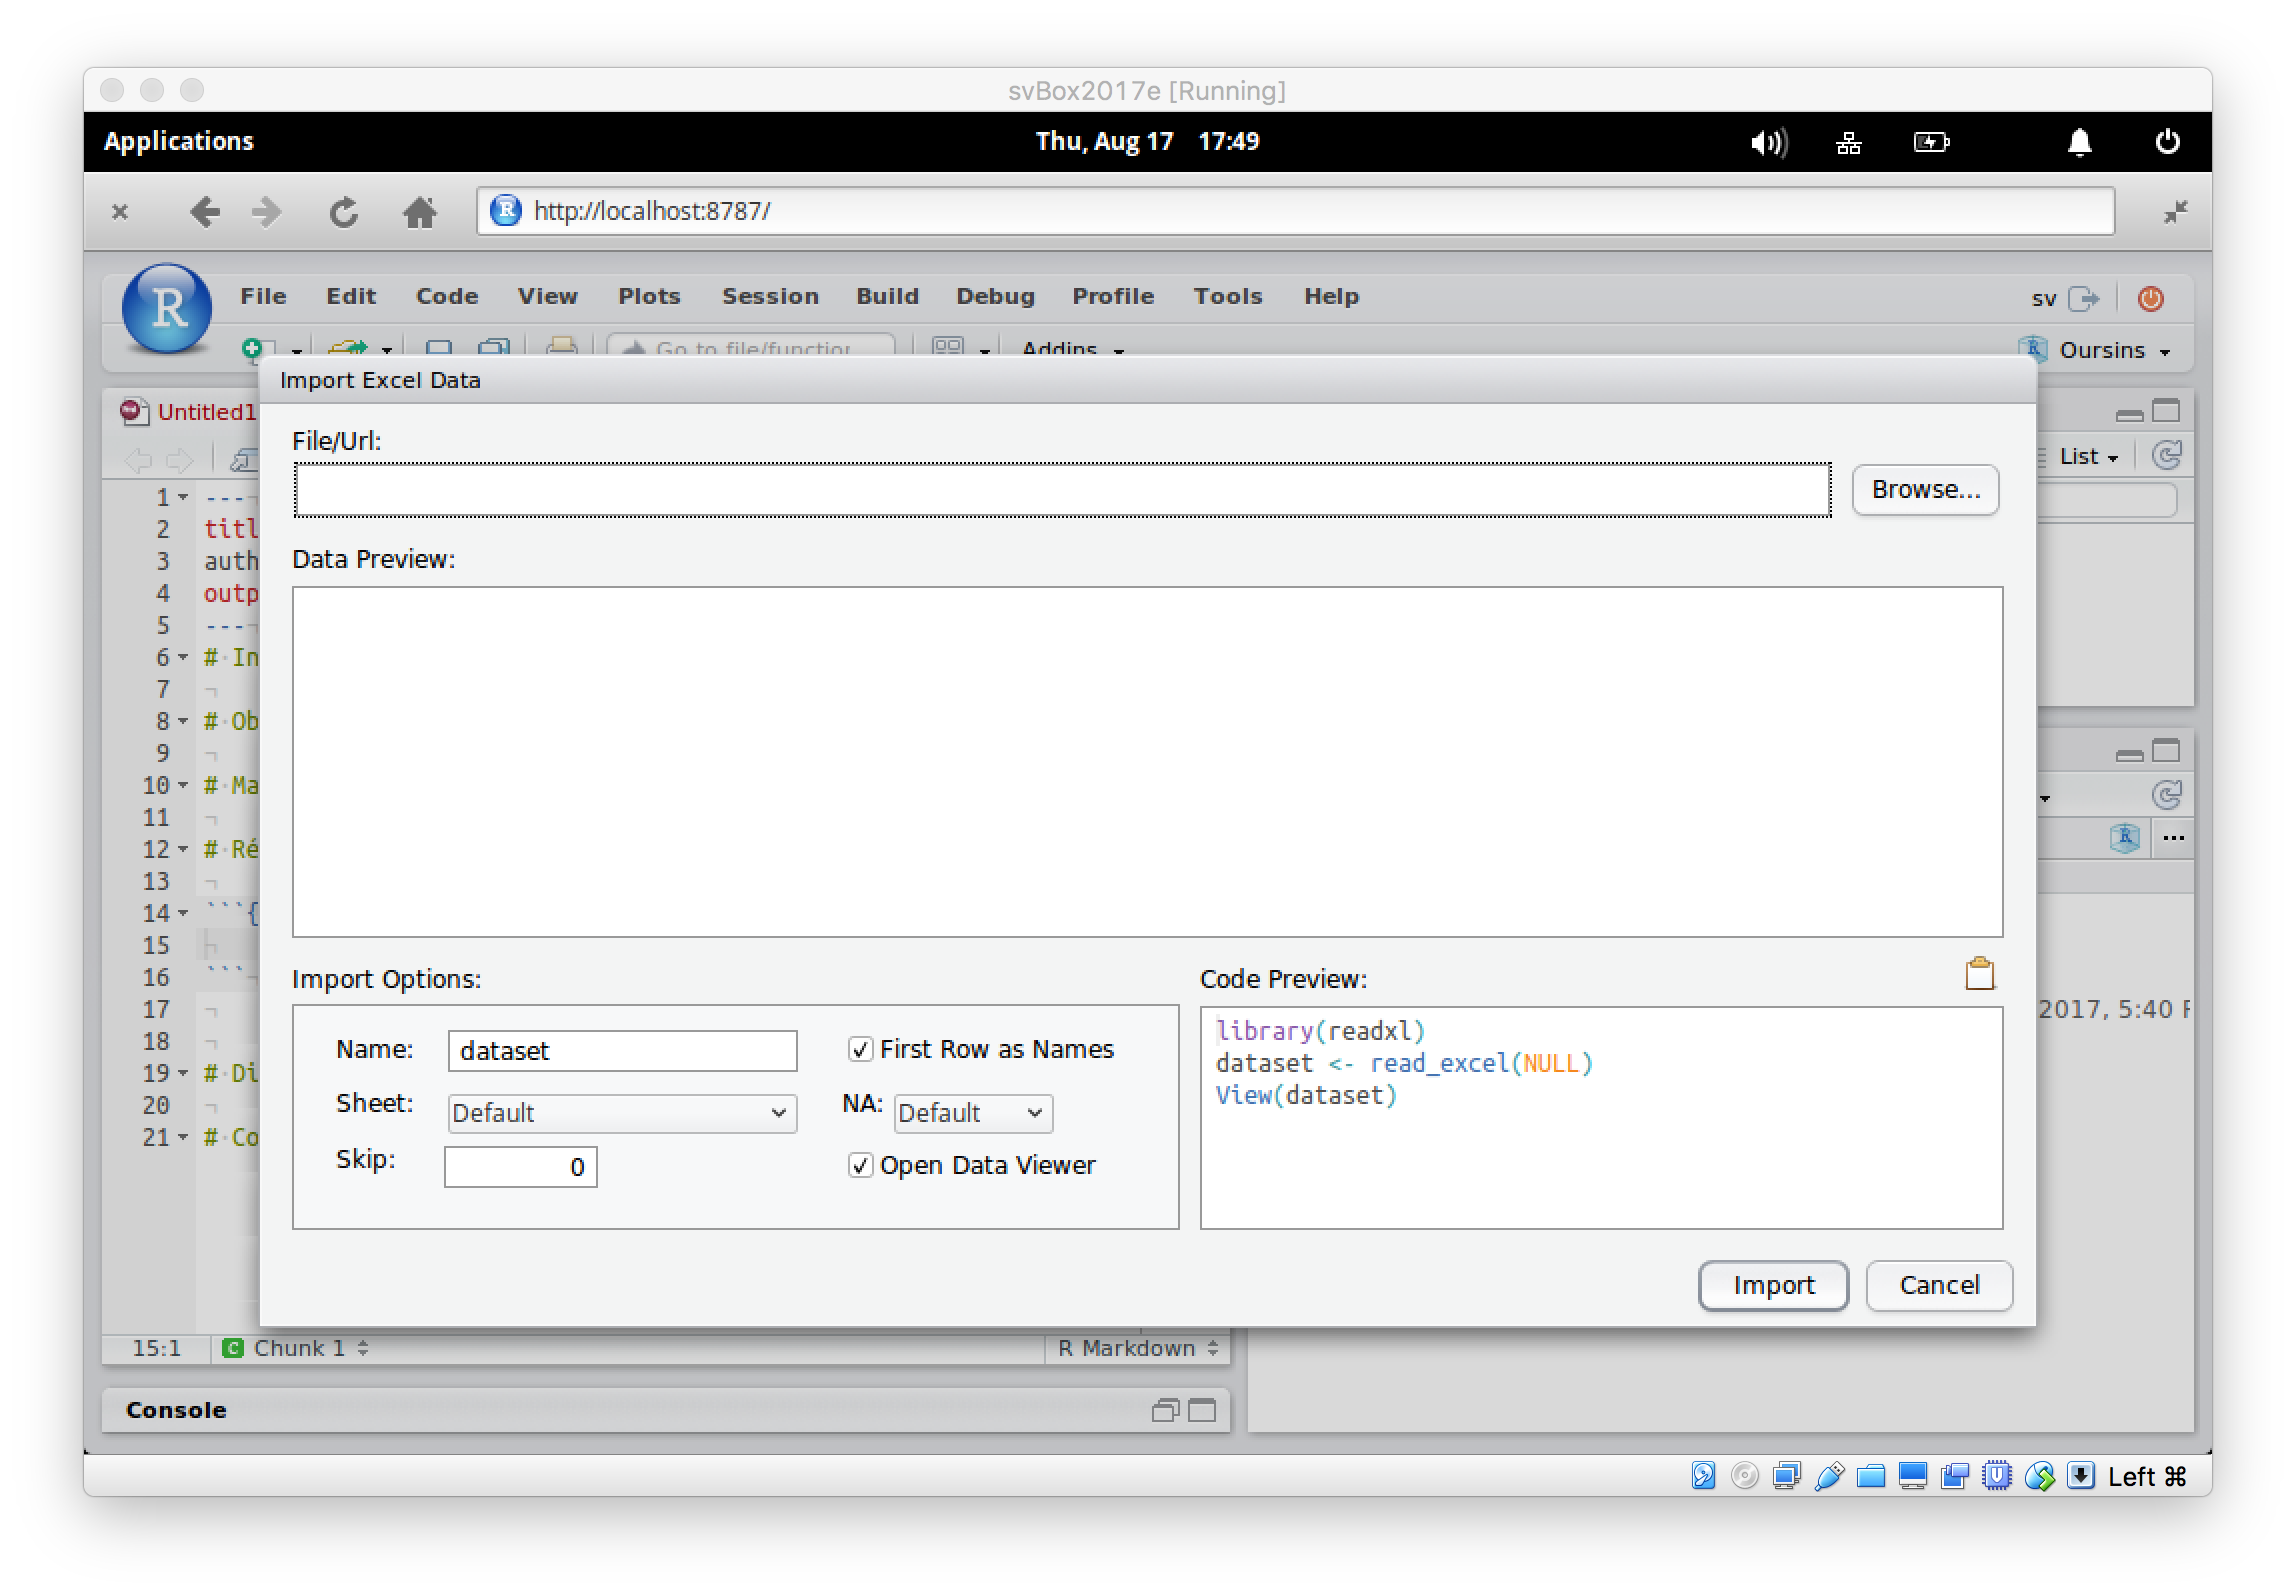 svBox2017e [Running]
Applications
Thu, Aug 17 17:49
http://localhost:8787/
R
File Edit Code View Plots Session Build Debug Profile Tools Help
sv
Go to file/function
Addins
Oursins
Import Excel Data
Untitled1
File/Url:
Browse...
List
Data Preview:
1 ---
2 titl
3 auth
4 outp
5 ---
6 # In
7
8 # Ob
9
10 # Ma
11
12 # Ré
13
14 ```{
15
16 ```
17
18
19 # Di
20
21 # Co
2017, 5:40 P
Import Options:
Name: dataset
First Row as Names
Sheet: Default
NA: Default
Skip: 0
Open Data Viewer
Code Preview:
library(readxl)
dataset <- read_excel(NULL)
View(dataset)
Import
Cancel
15:1
C Chunk 1
R Markdown
Console
Left ⌘